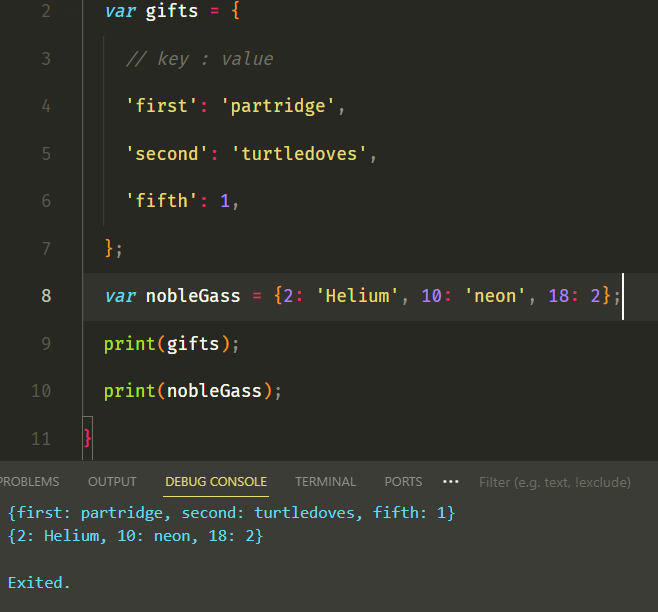 2 var gifts = {
3 // key : value
4 'first': 'partridge',
5 'second': 'turtledoves',
6 'fifth': 1,
7 };
8 var nobleGass = {2: 'Helium', 10: 'neon', 18: 2};
9 print(gifts);
10 print(nobleGass);
11 }
PROBLEMS OUTPUT DEBUG CONSOLE TERMINAL PORTS ··· Filter (e.g. text, !exclude)
{first: partridge, second: turtledoves, fifth: 1}
{2: Helium, 10: neon, 18: 2}
Exited.